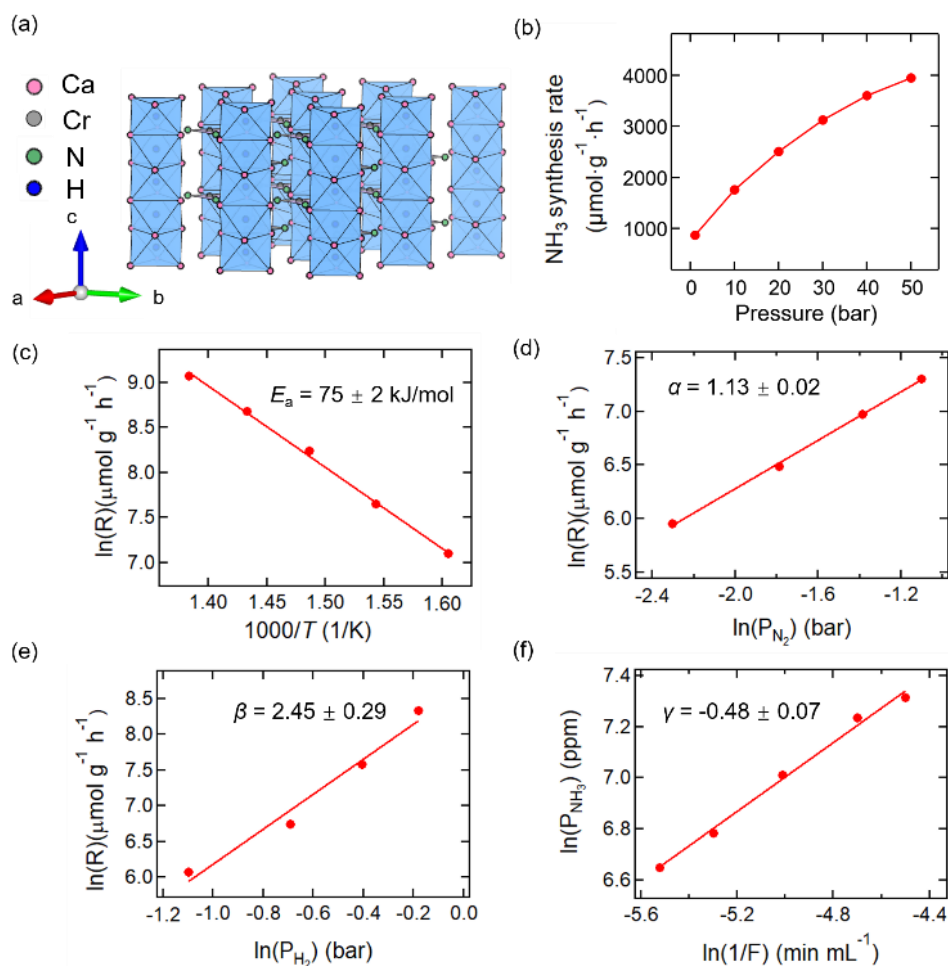 (a)
Ca
Cr
N
H
c
a
b
(b)
NH₃ synthesis rate
(μmol·g⁻¹·h⁻¹)
4000
3000
2000
1000
0 10 20 30 40 50
Pressure (bar)
(c)
Eₐ = 75 ± 2 kJ/mol
ln(R)(μmol g⁻¹ h⁻¹)
9.0
8.5
8.0
7.5
7.0
1.40 1.45 1.50 1.55 1.60
1000/T (1/K)
(d)
α = 1.13 ± 0.02
ln(R)(μmol g⁻¹ h⁻¹)
7.5
7.0
6.5
6.0
5.5
-2.4 -2.0 -1.6 -1.2
ln(P_N₂) (bar)
(e)
β = 2.45 ± 0.29
ln(R)(μmol g⁻¹ h⁻¹)
8.5
8.0
7.5
7.0
6.5
6.0
-1.2 -1.0 -0.8 -0.6 -0.4 -0.2 0.0
ln(P_H₂) (bar)
(f)
γ = -0.48 ± 0.07
ln(P_NH₃) (ppm)
7.4
7.2
7.0
6.8
6.6
-5.6 -5.2 -4.8 -4.4
ln(1/F) (min mL⁻¹)